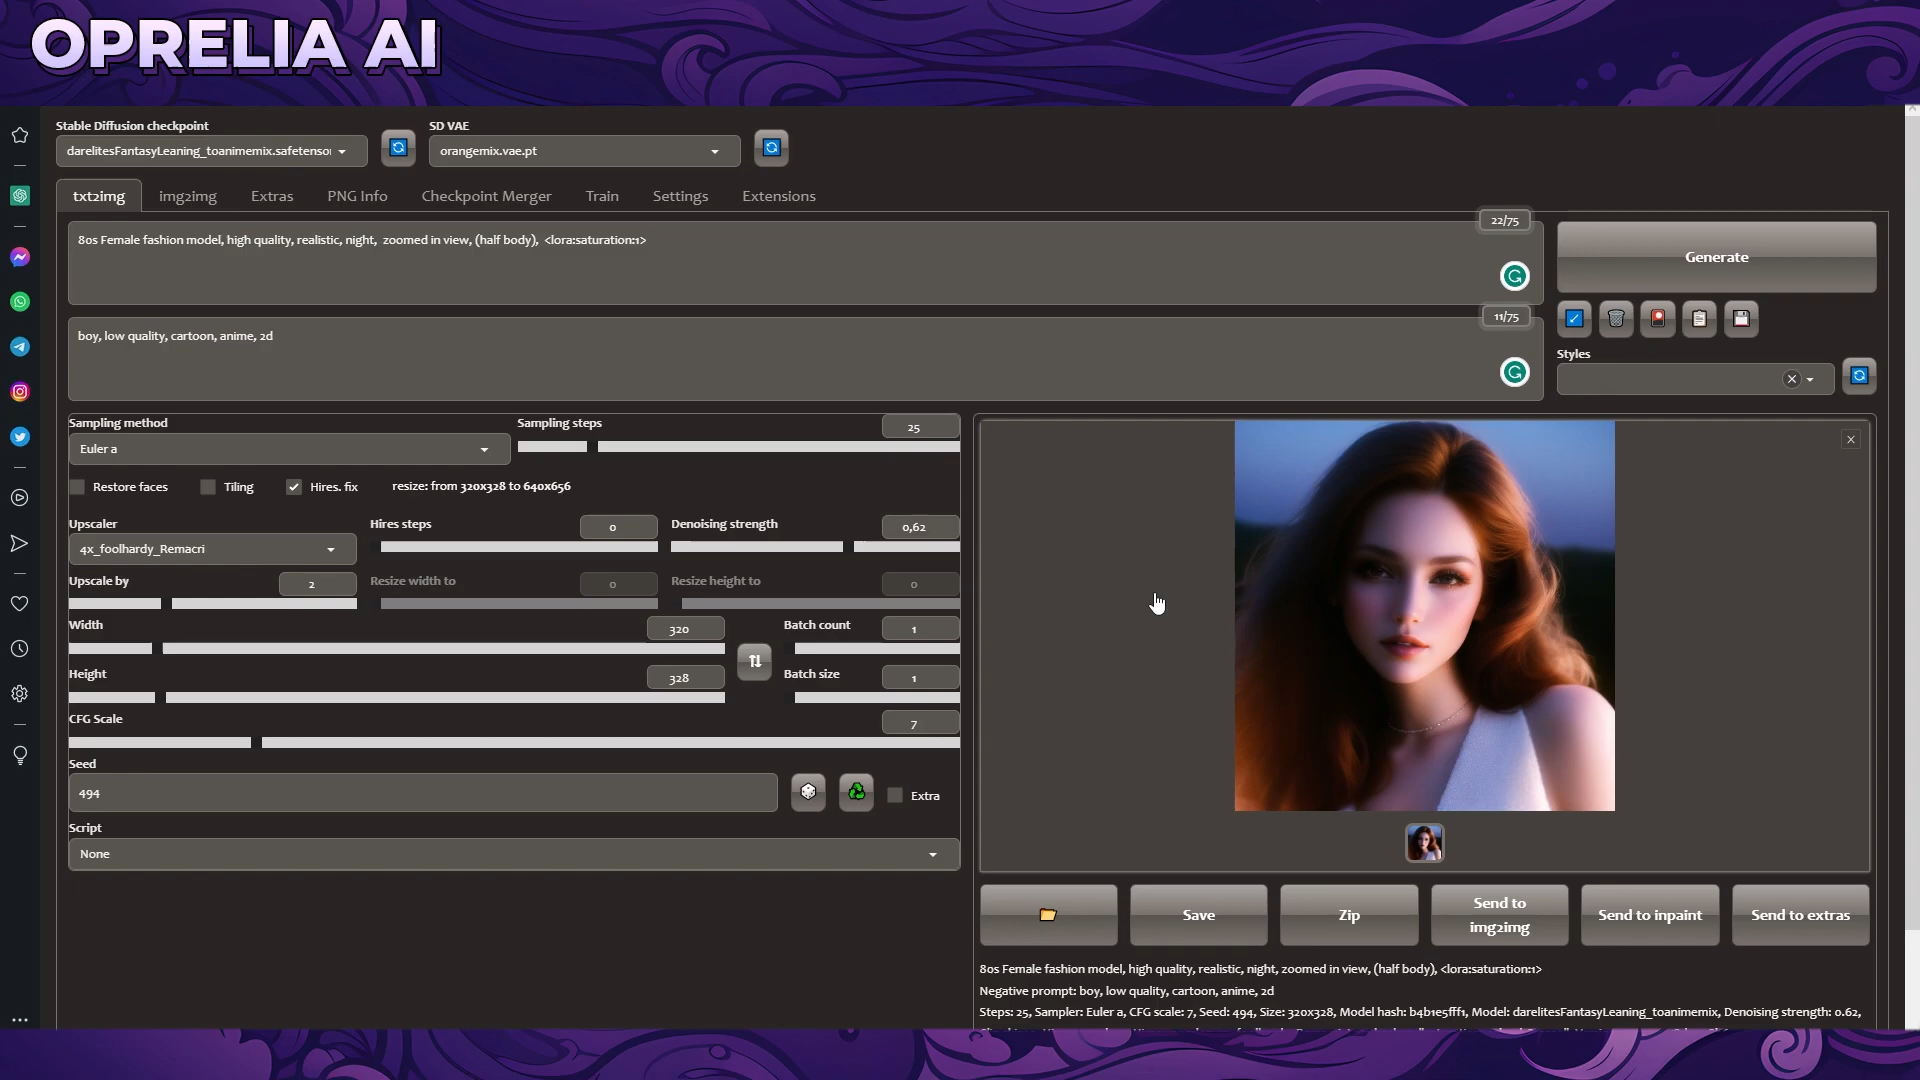 OPRELIA AI
Stable Diffusion checkpoint
SD VAE
darelitesFantasyLeaning_toanimemix.safetensor
orangemix.vae.pt
txt2img
img2img
Extras
PNG Info
Checkpoint Merger
Train
Settings
Extensions
22/75
80s Female fashion model, high quality, realistic, night,  zoomed in view, (half body),  <lora:saturation:1>
Generate
11/75
boy, low quality, cartoon, anime, 2d
Styles
Sampling method
Sampling steps
25
Euler a
Restore faces
Tiling
Hires. fix
resize: from 320x328 to 640x656
Upscaler
Hires steps
0
Denoising strength
0,62
4x_foolhardy_Remacri
Upscale by
2
Resize width to
0
Resize height to
0
Width
320
Batch count
1
Height
328
Batch size
1
CFG Scale
7
Seed
494
Extra
Script
None
Save
Zip
Send to
img2img
Send to inpaint
Send to extras
80s Female fashion model, high quality, realistic, night, zoomed in view, (half body), <lora:saturation:1>
Negative prompt: boy, low quality, cartoon, anime, 2d
Steps: 25, Sampler: Euler a, CFG scale: 7, Seed: 494, Size: 320x328, Model hash: b4b1e5fff1, Model: darelitesFantasyLeaning_toanimemix, Denoising strength: 0.62,